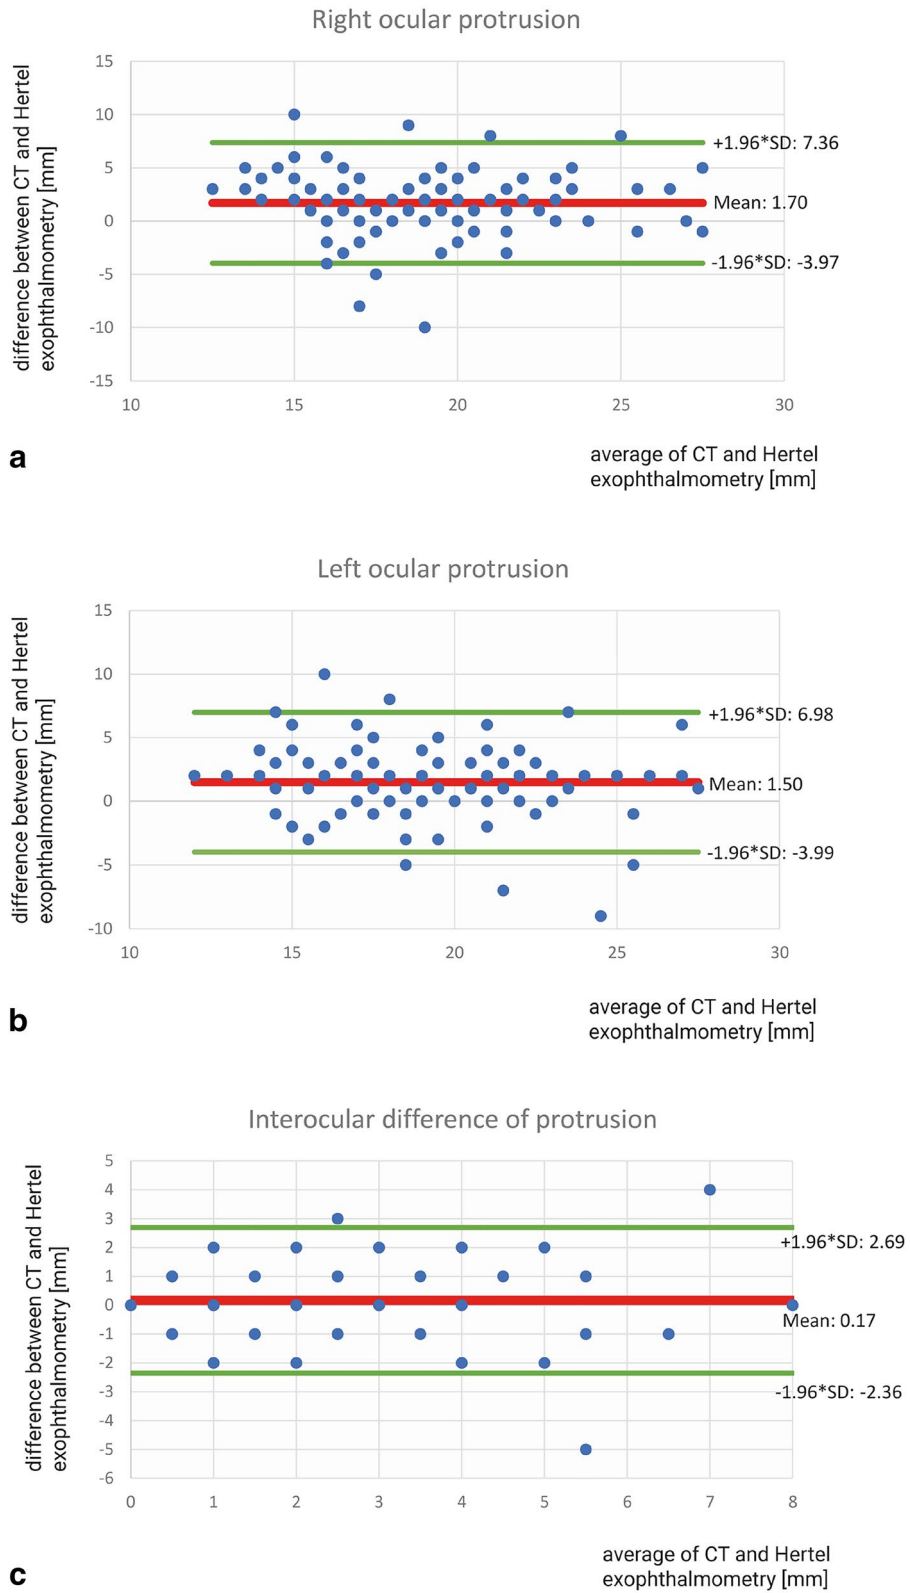 Right ocular protrusion
difference between CT and Hertel
exophthalmometry [mm]
15
10
5
0
-5
-10
-15
+1.96*SD: 7.36
Mean: 1.70
-1.96*SD: -3.97
10 15 20 25 30
average of CT and Hertel
exophthalmometry [mm]
a
Left ocular protrusion
difference between CT and Hertel
exophthalmometry [mm]
15
10
5
0
-5
-10
+1.96*SD: 6.98
Mean: 1.50
-1.96*SD: -3.99
10 15 20 25 30
average of CT and Hertel
exophthalmometry [mm]
b
Interocular difference of protrusion
difference between CT and Hertel
exophthalmometry [mm]
5
4
3
2
1
0
-1
-2
-3
-4
-5
-6
+1.96*SD: 2.69
Mean: 0.17
-1.96*SD: -2.36
0 1 2 3 4 5 6 7 8
average of CT and Hertel
exophthalmometry [mm]
c